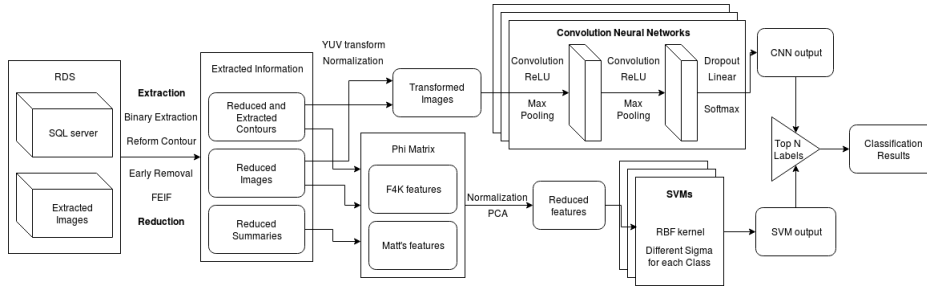 RDS
SQL server
Extracted
Images
Extraction
Binary Extraction
Reform Contour
Early Removal
FEIF
Reduction
Extracted Information
Reduced and
Extracted
Contours
Reduced
Images
Reduced
Summaries
YUV transform
Normalization
Transformed
Images
Phi Matrix
F4K features
Matt's features
Normalization
PCA
Reduced
features
Convolution Neural Networks
Convolution
ReLU
Max
Pooling
Convolution
ReLU
Max
Pooling
Dropout
Linear
Softmax
SVMs
RBF kernel
Different Sigma
for each Class
CNN output
SVM output
Top N
Labels
Classification
Results